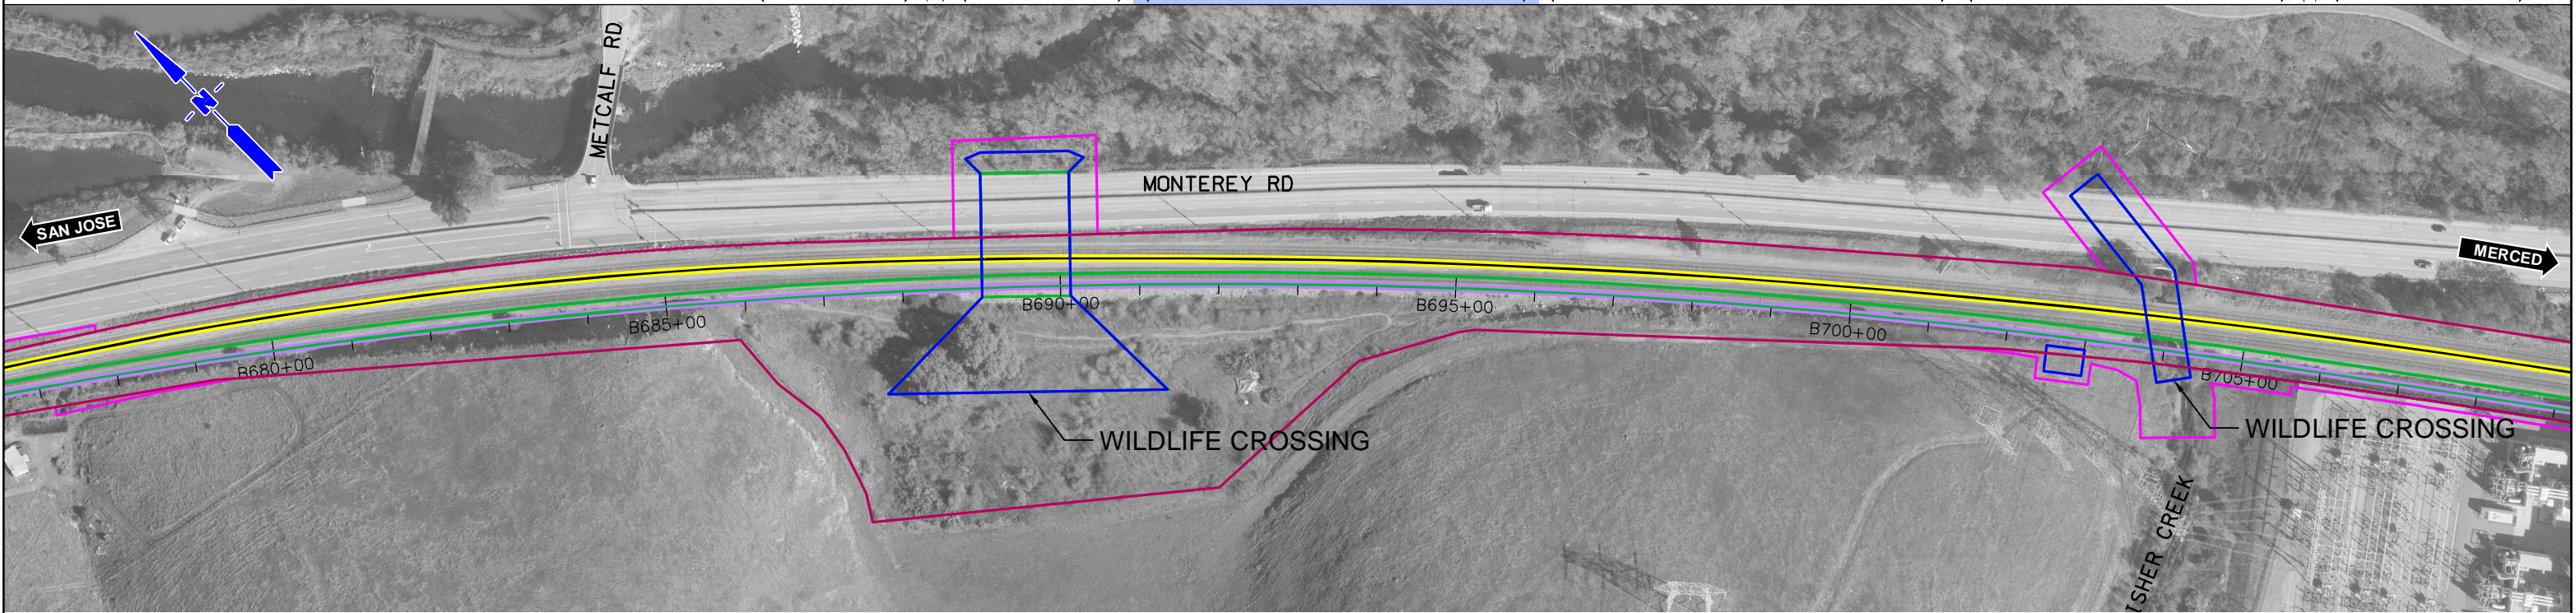 METCALF RD
N
SAN JOSE
MONTEREY RD
MERCED
B680+00
B685+00
B690+00
B695+00
B700+00
B705+00
WILDLIFE CROSSING
WILDLIFE CROSSING
ISHER CREEK